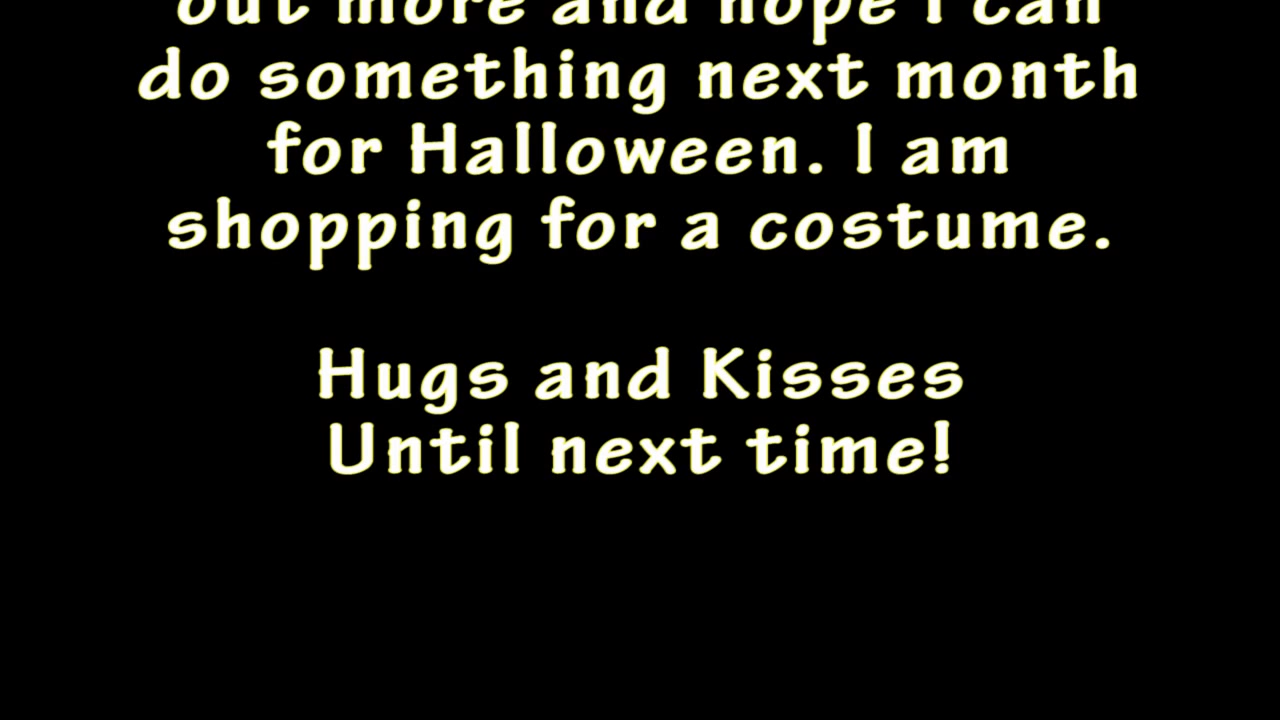 out more and hope I can
do something next month
for Halloween. I am
shopping for a costume.
Hugs and Kisses
Until next time!